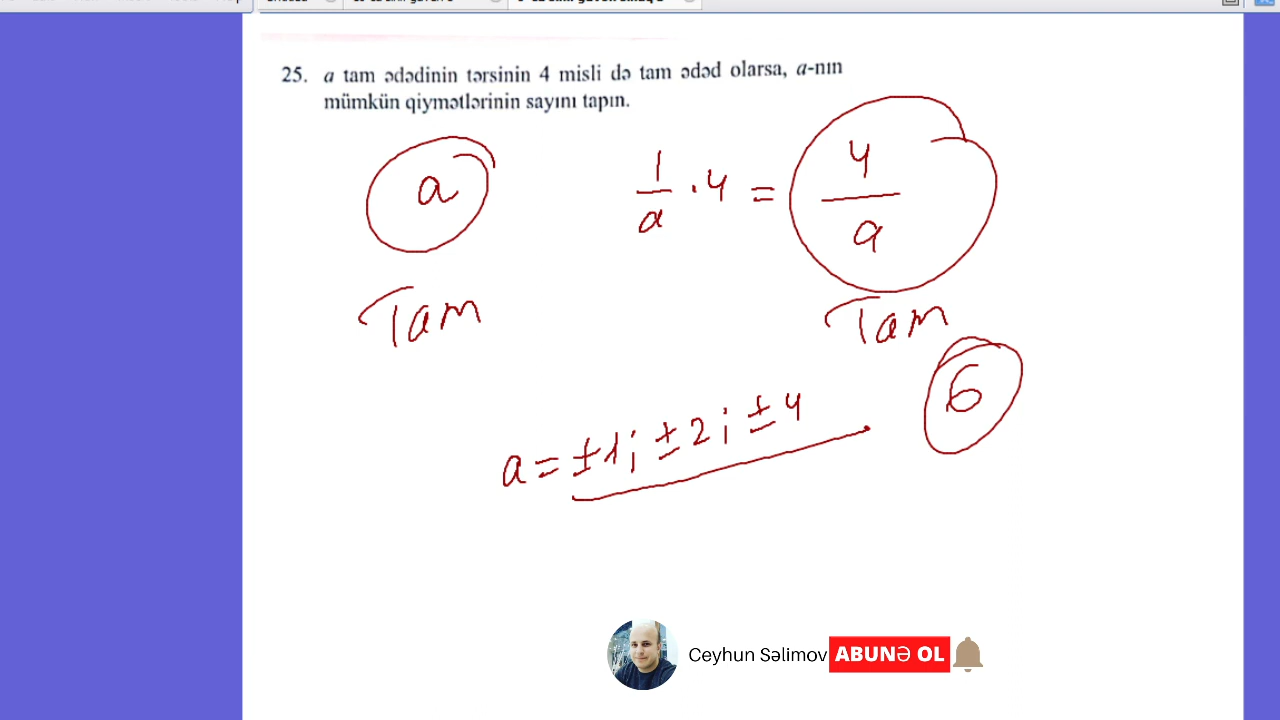 25. a tam ədədinin tərsinin 4 misli də tam ədəd olarsa, a-nın
mümkün qiymətlərinin sayını tapın.
a
1/a · 4 = 4/a
Tam
Tam
6
a = ±1; ±2; ±4
Ceyhun Səlimov ABUNƏ OL